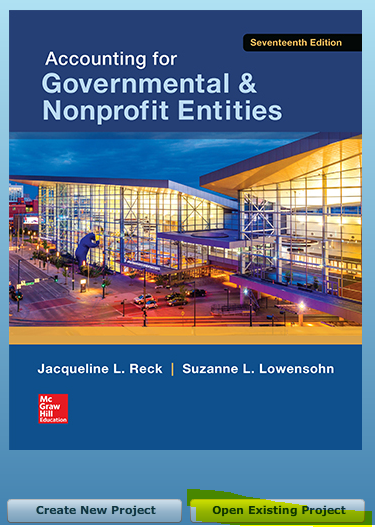 Seventeenth Edition
Accounting for
Governmental &
Nonprofit Entities
Jacqueline L. Reck | Suzanne L. Lowensohn
Mc
Graw
Hill
Education
Create New Project
Open Existing Project